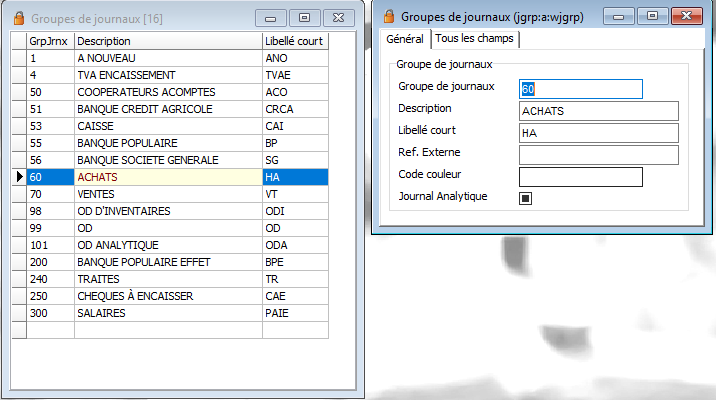 Groupes de journaux [16]
GrpJrnx Description Libellé court
1 A NOUVEAU ANO
4 TVA ENCAISSEMENT TVAE
50 COOPERATEURS ACOMPTES ACO
51 BANQUE CREDIT AGRICOLE CRCA
53 CAISSE CAI
55 BANQUE POPULAIRE BP
56 BANQUE SOCIETE GENERALE SG
60 ACHATS HA
70 VENTES VT
98 OD D'INVENTAIRES ODI
99 OD OD
101 OD ANALYTIQUE ODA
200 BANQUE POPULAIRE EFFET BPE
240 TRAITES TR
250 CHEQUES À ENCAISSER CAE
300 SALAIRES PAIE
Groupes de journaux (jgrp:a:wjgrp)
Général Tous les champs
Groupe de journaux
Groupe de journaux 60
Description ACHATS
Libellé court HA
Ref. Externe
Code couleur
Journal Analytique